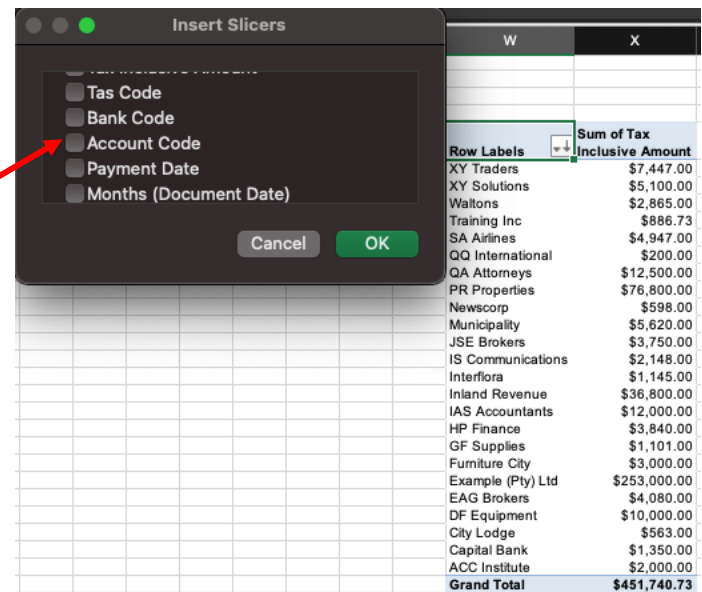 Insert Slicers
Tax Inclusive Amount
Tas Code
Bank Code
Account Code
Payment Date
Months (Document Date)
Cancel OK
W X
Sum of Tax
Row Labels Inclusive Amount
XY Traders $7,447.00
XY Solutions $5,100.00
Waltons $2,865.00
Training Inc $886.73
SA Airlines $4,947.00
QQ International $200.00
QA Attorneys $12,500.00
PR Properties $76,800.00
Newscorp $598.00
Municipality $5,620.00
JSE Brokers $3,750.00
IS Communications $2,148.00
Interflora $1,145.00
Inland Revenue $36,800.00
IAS Accountants $12,000.00
HP Finance $3,840.00
GF Supplies $1,101.00
Furniture City $3,000.00
Example (Pty) Ltd $253,000.00
EAG Brokers $4,080.00
DF Equipment $10,000.00
City Lodge $563.00
Capital Bank $1,350.00
ACC Institute $2,000.00
Grand Total $451,740.73